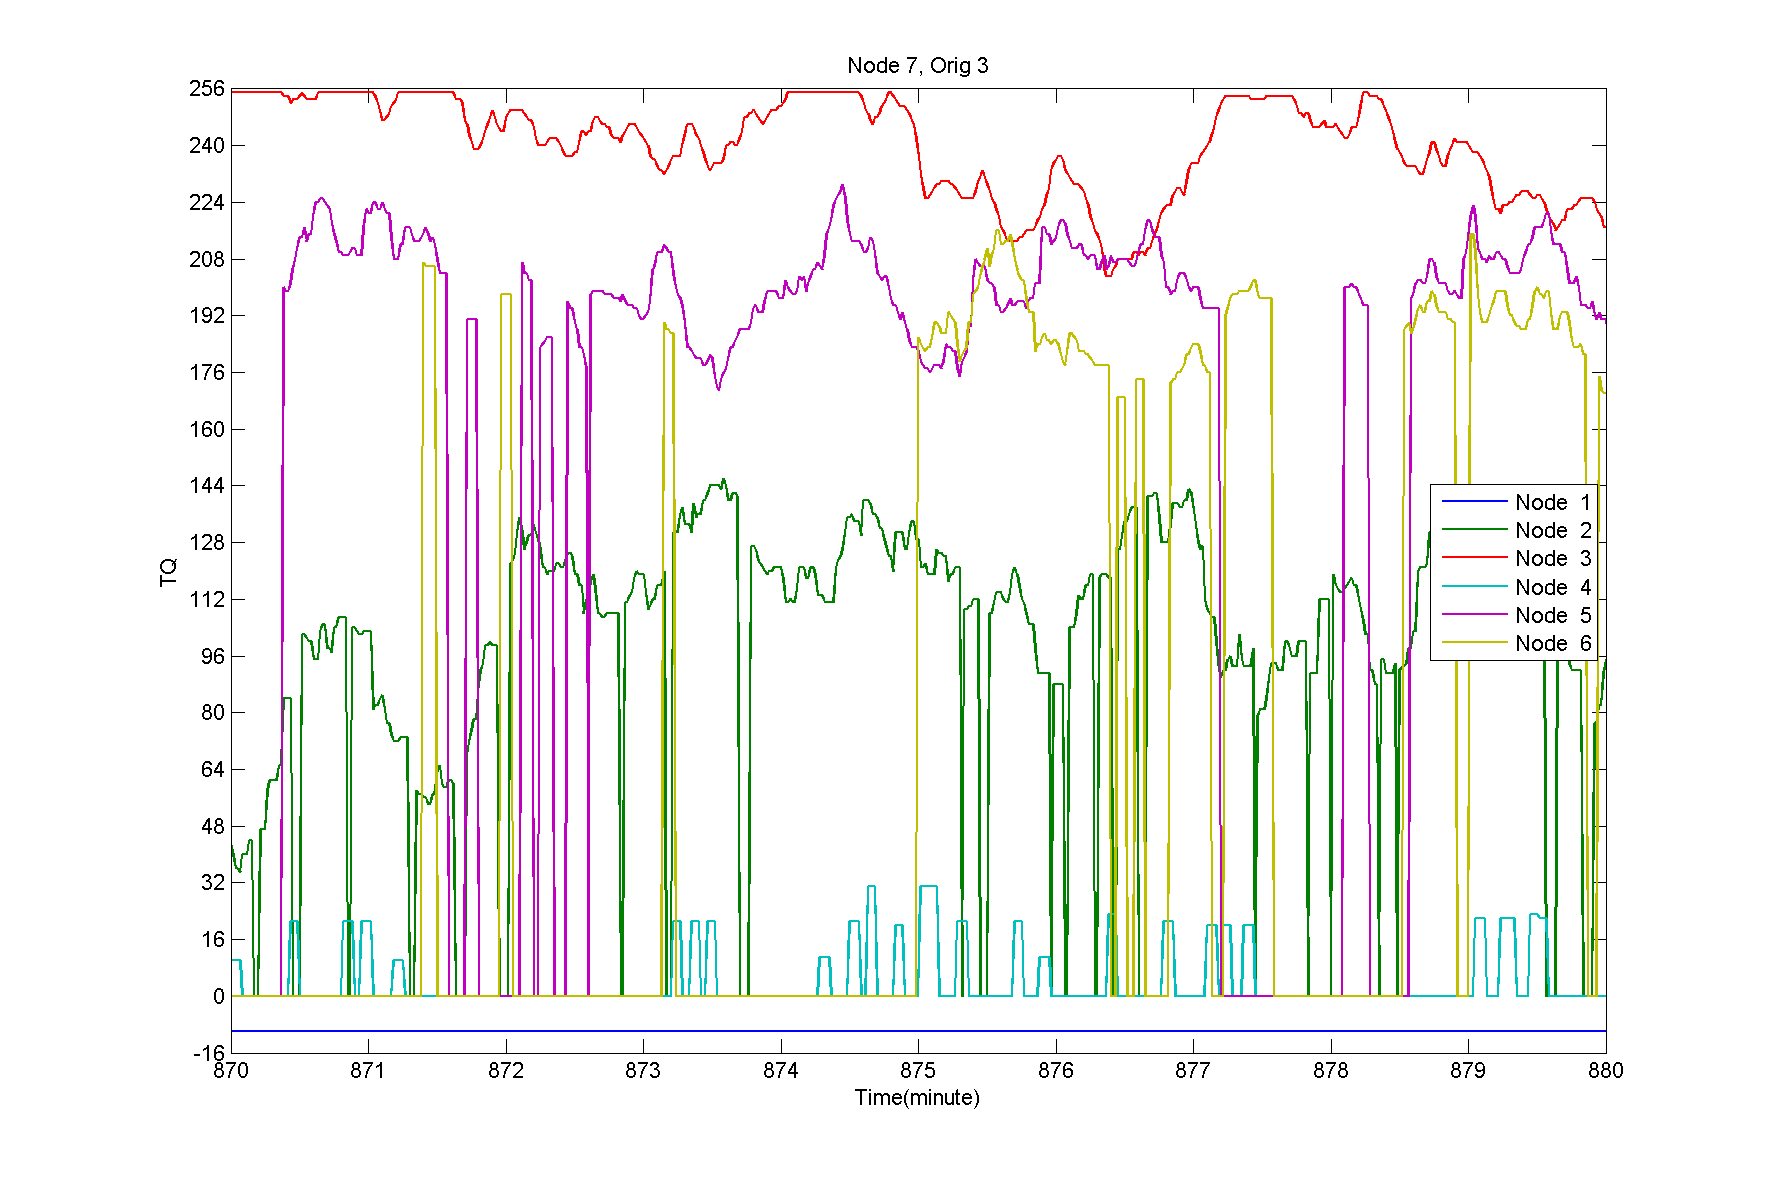 Node 7, Orig 3
256
240
224
208
192
176
160
144
128
112
96
80
64
48
32
16
0
-16
TQ
Node 1
Node 2
Node 3
Node 4
Node 5
Node 6
870 871 872 873 874 875 876 877 878 879 880
Time(minute)